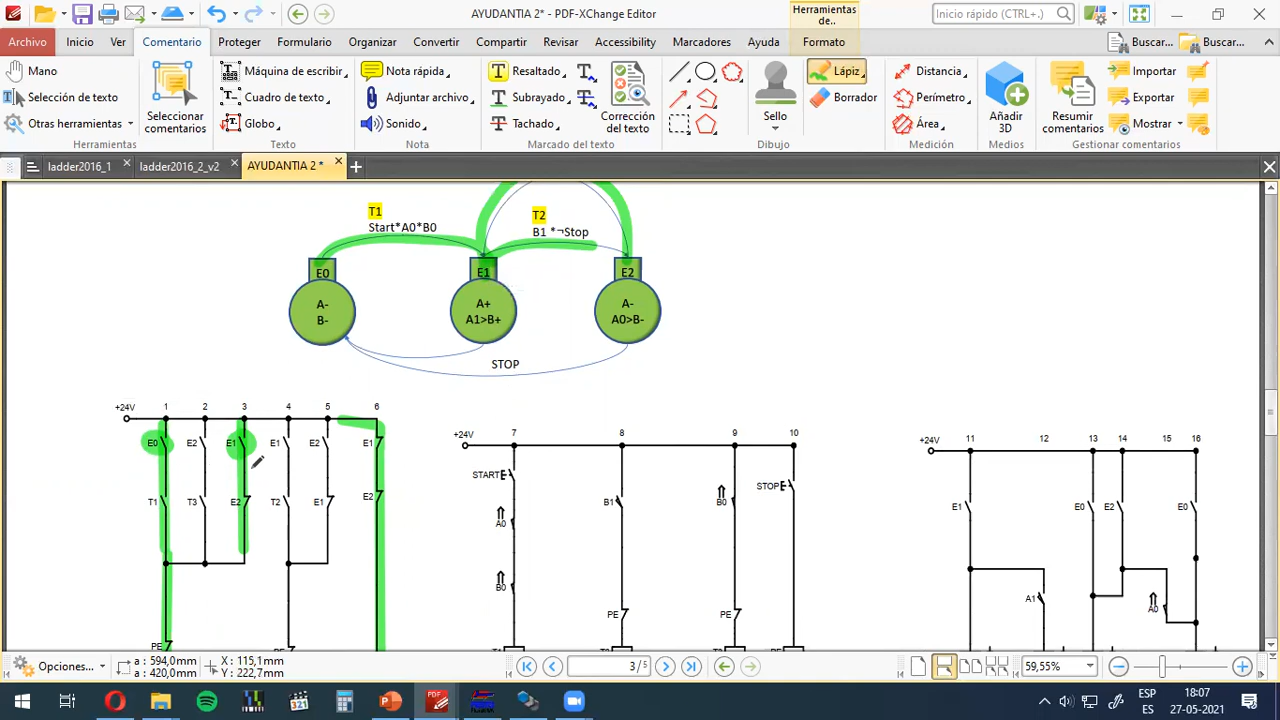 AYUDANTIA 2 - PDF-XChange Editor
Herramientas de..
Inicio rápido (CTRL+.)
Archivo Inicio Ver Comentario Proteger Formulario Organizar Convertir Compartir Revisar Accessibility Marcadores Ayuda Formato Buscar... Buscar...
Mano
Selección de texto
Otras herramientas
Herramientas
Seleccionar comentarios
Máquina de escribir
Cuadro de texto
Globo
Texto
Nota rápida
Adjuntar archivo
Sonido
Nota
Resaltado
Subrayado
Tachado
Corrección del texto
Marcado del texto
Dibujo
Sello
Lápiz
Borrador
Distancia
Perímetro
Área
Medición
Añadir 3D
Medios
Resumir comentarios
Importar
Exportar
Mostrar
Gestionar comentarios
ladder2016_1 ladder2016_2_v2 AYUDANTIA 2 *
T1
Start*A0*B0
T2
B1 *¬Stop
E0 E1 E2
A-
B-
A+
A1>B+
A-
A0>B-
STOP
+24V 1 2 3 4 5 6
E0 E2 E1 E1 E2 E1
T1 T3 E2 T2 E1 E2
PE PE
+24V 7 8 9 10
START STOP
B1 B0
A0
B0
PE PE
+24V 11 12 13 14 15 16
E1 E0 E2 E0
A1 A0
Opciones...
a : 594,0mm
a : 420,0mm
X : 115,1mm
Y : 222,7mm
3/5
59,55%
321
PDF
ESP
ES
18:07
27-05-2021